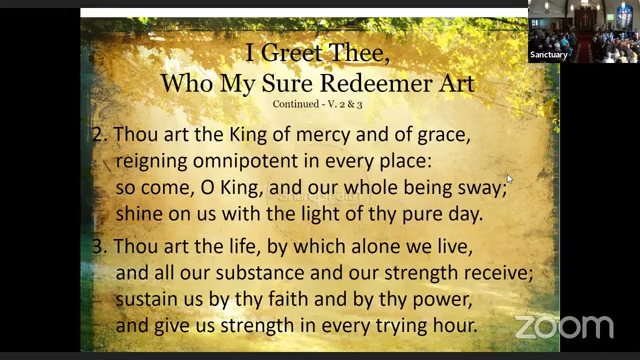 I Greet Thee,
Who My Sure Redeemer Art
Continued - V. 2 & 3
2. Thou art the King of mercy and of grace,
reigning omnipotent in every place:
so come, O King, and our whole being sway;
shine on us with the light of thy pure day.
3. Thou art the life, by which alone we live,
and all our substance and our strength receive;
sustain us by thy faith and by thy power,
and give us strength in every trying hour.
Sanctuary
zoom